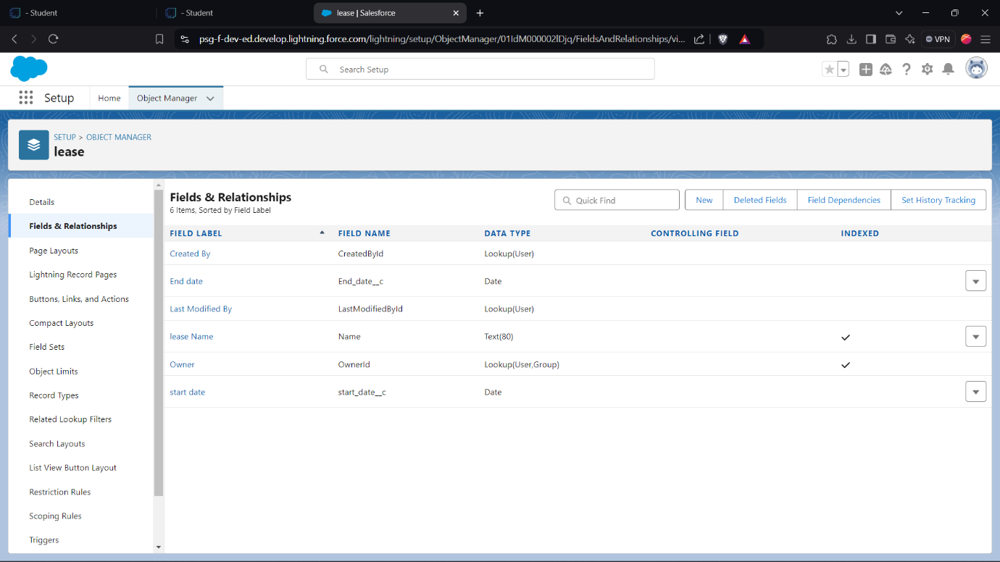 - Student
- Student
lease | Salesforce
psg-f-dev-ed.develop.lightning.force.com/lightning/setup/ObjectManager/01IdM000002lDjq/FieldsAndRelationships/vi...
VPN
Search Setup
Setup
Home
Object Manager
SETUP > OBJECT MANAGER
lease
Details
Fields & Relationships
Page Layouts
Lightning Record Pages
Buttons, Links, and Actions
Compact Layouts
Field Sets
Object Limits
Record Types
Related Lookup Filters
Search Layouts
List View Button Layout
Restriction Rules
Scoping Rules
Triggers
Fields & Relationships
6 Items, Sorted by Field Label
Quick Find
New
Deleted Fields
Field Dependencies
Set History Tracking
FIELD LABEL FIELD NAME DATA TYPE CONTROLLING FIELD INDEXED
Created By CreatedById Lookup(User)
End date End_date__c Date
Last Modified By LastModifiedById Lookup(User)
lease Name Name Text(80)
Owner OwnerId Lookup(User,Group)
start date start_date__c Date